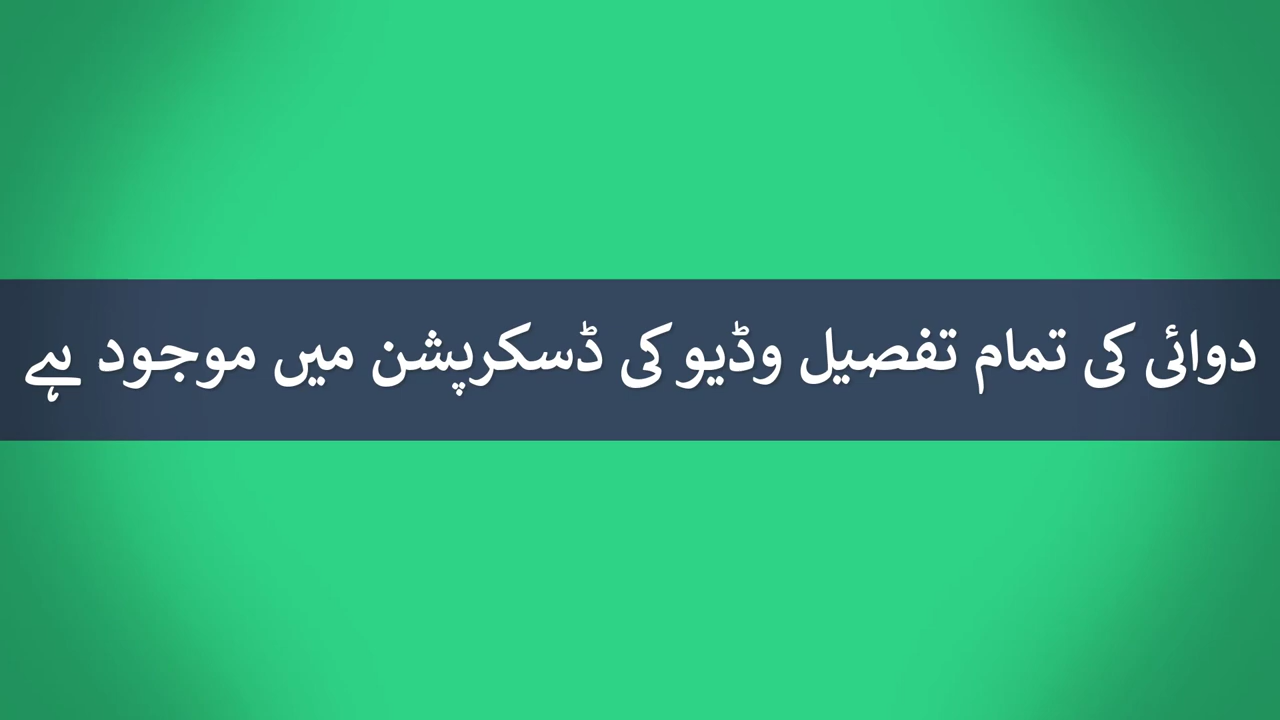 دوائی کی تمام تفصیل وڈیو کی ڈسکرپشن میں موجود ہے